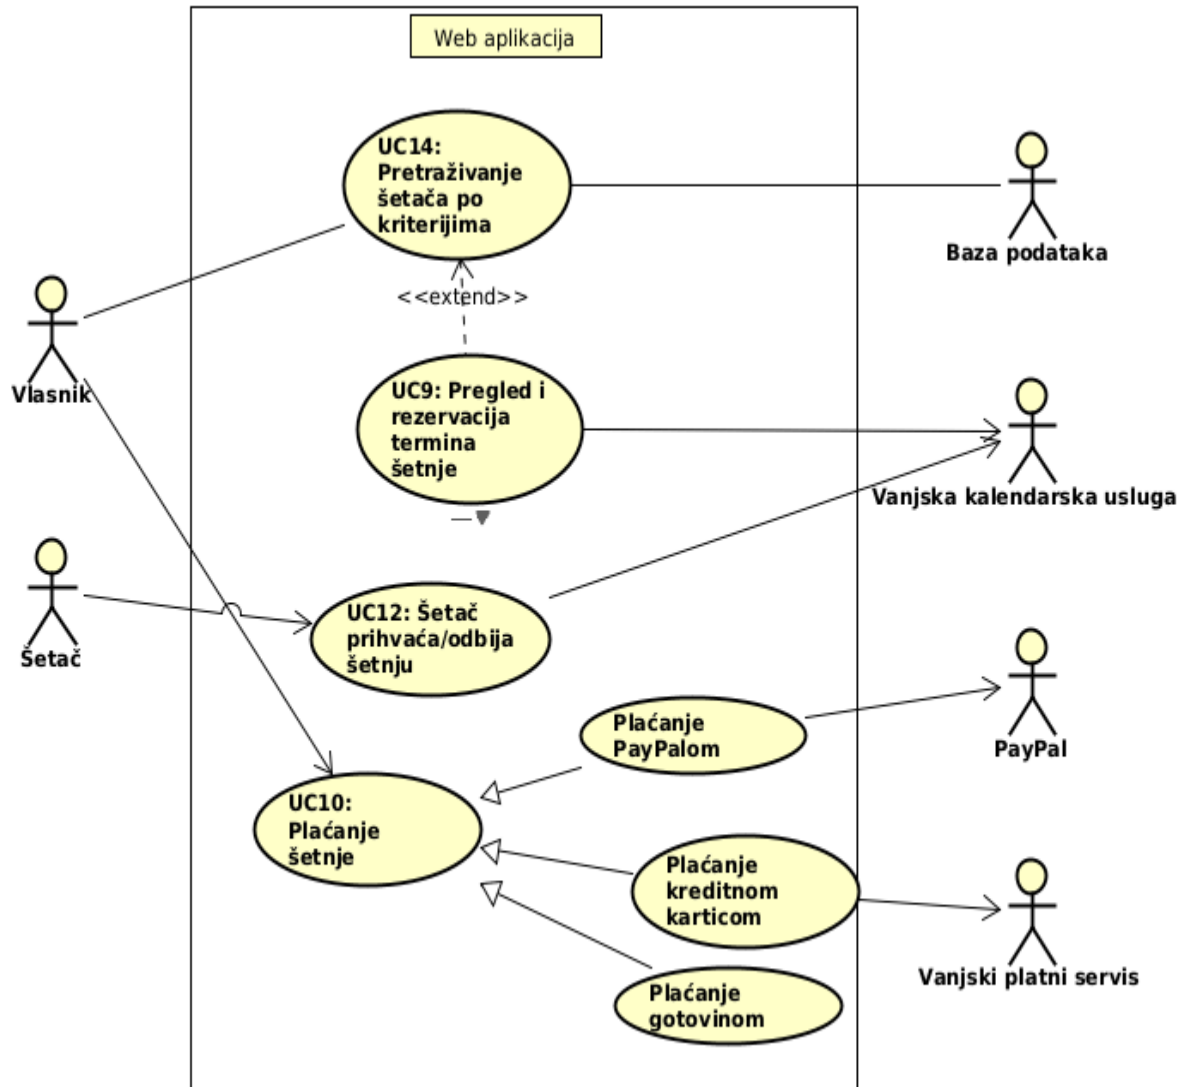 Web aplikacija
UC14:
Pretraživanje
šetača po
kriterijima
Baza podataka
<<extend>>
Vlasnik
UC9: Pregled i
rezervacija
termina
šetnje
Vanjska kalendarska usluga
Šetač
UC12: Šetač
prihvaća/odbija
šetnju
Plaćanje
PayPalom
PayPal
UC10:
Plaćanje
šetnje
Plaćanje
kreditnom
karticom
Vanjski platni servis
Plaćanje
gotovinom